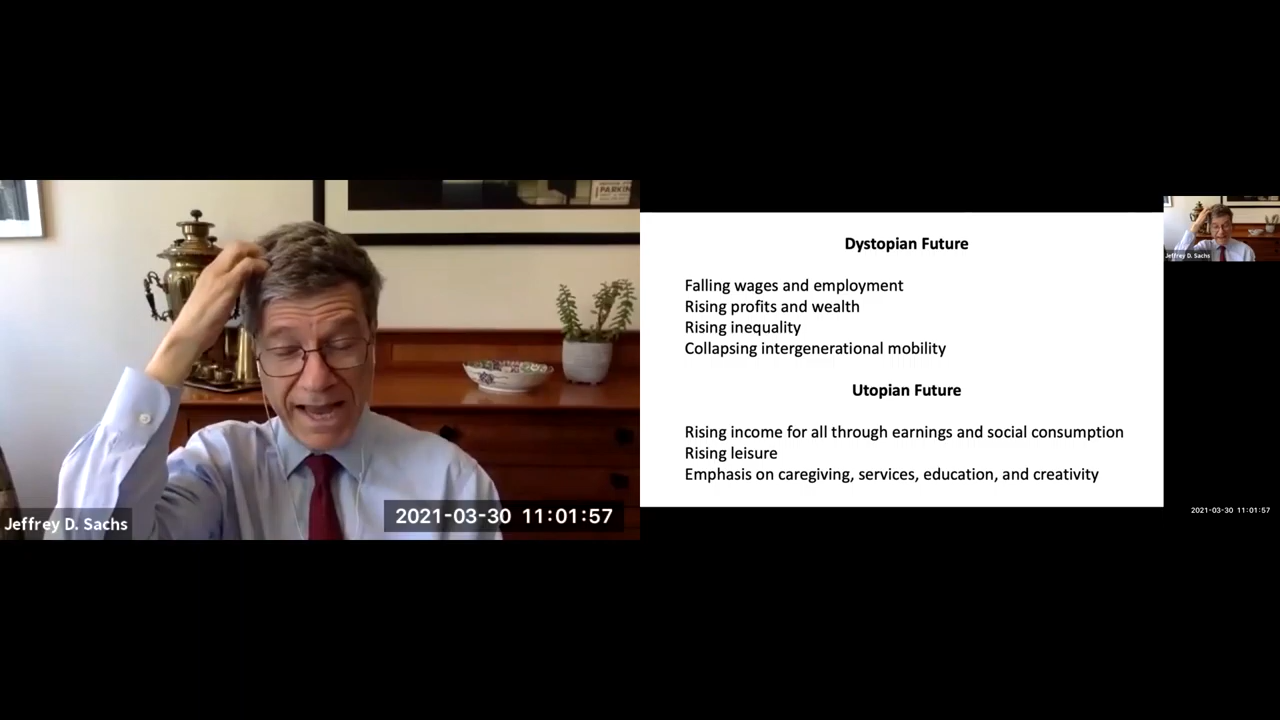 PARKIN
Jeffrey D. Sachs
2021-03-30 11:01:57
Dystopian Future
Falling wages and employment
Rising profits and wealth
Rising inequality
Collapsing intergenerational mobility
Utopian Future
Rising income for all through earnings and social consumption
Rising leisure
Emphasis on caregiving, services, education, and creativity
Jeffrey D. Sachs
2021-03-30 11:01:57